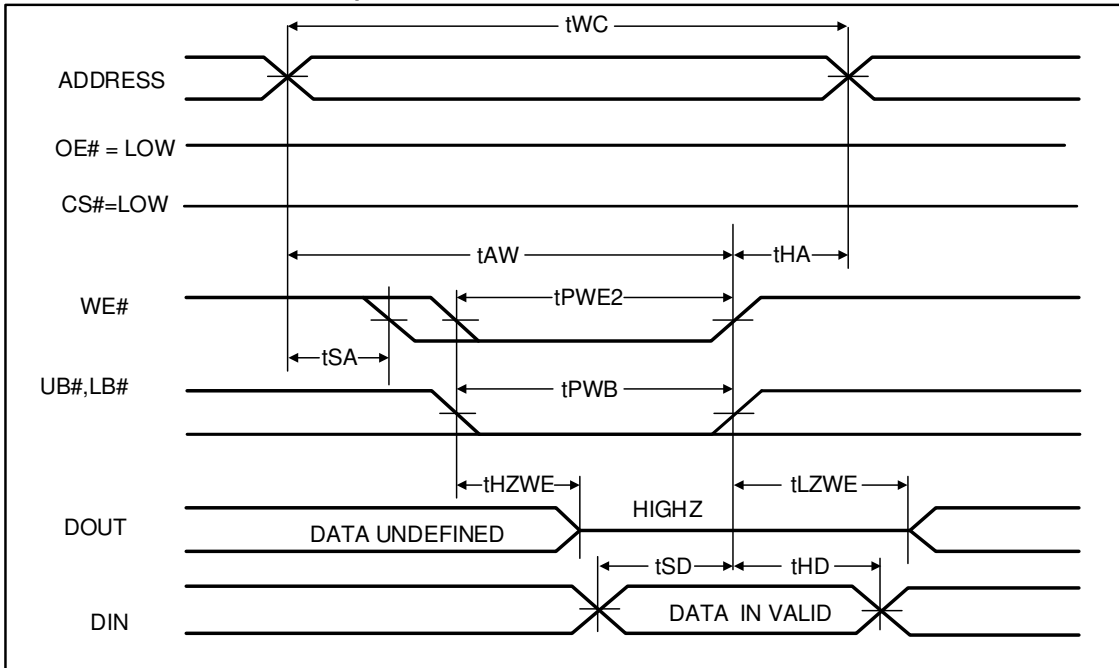 tWC
ADDRESS
OE# = LOW
CS#=LOW
tAW
tHA
WE#
tPWE2
tSA
UB#,LB#
tPWB
tHZWE
tLZWE
HIGHZ
DOUT
DATA UNDEFINED
tSD
tHD
DIN
DATA IN VALID